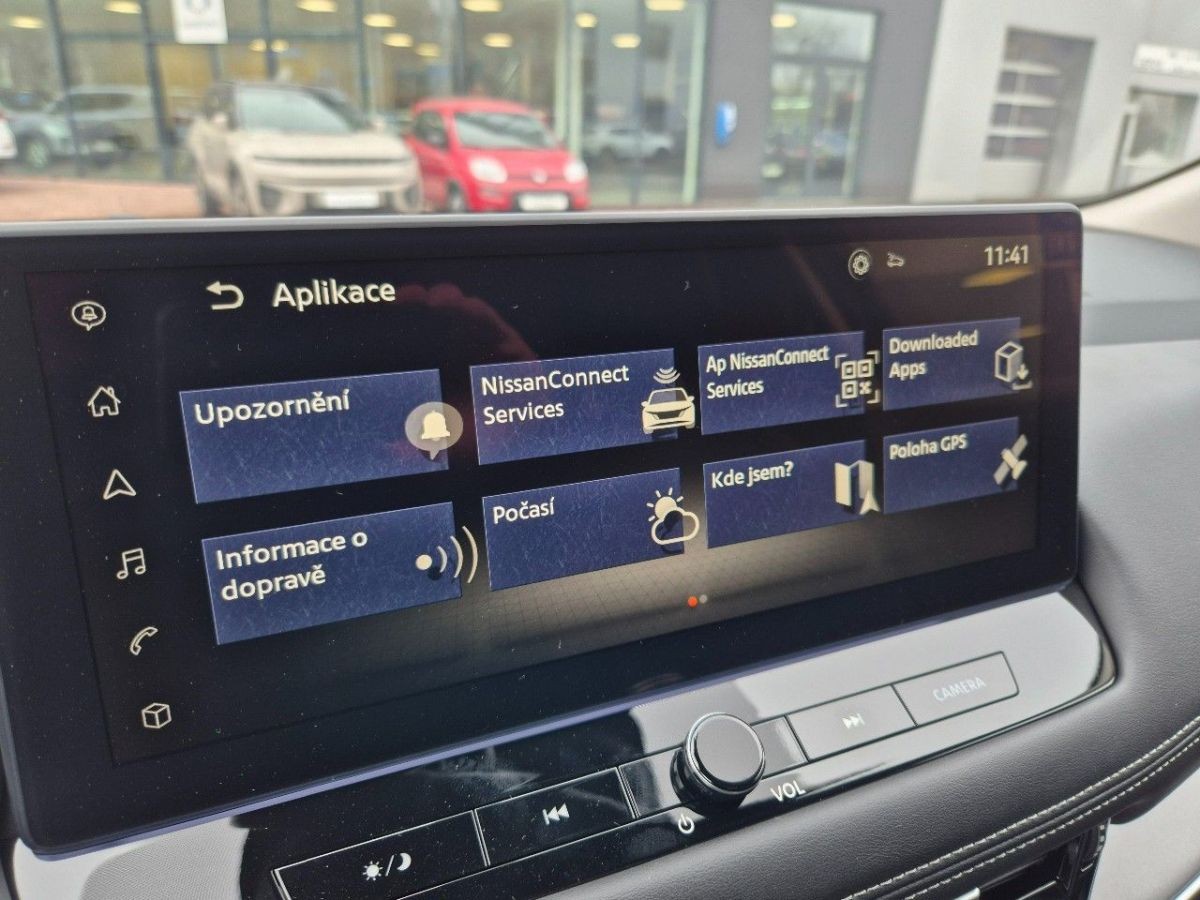 Aplikace
11:41
Upozornění
NissanConnect
Services
Ap NissanConnect
Services
Downloaded
Apps
Informace o
dopravě
Počasí
Kde jsem?
Poloha GPS
CAMERA
VOL